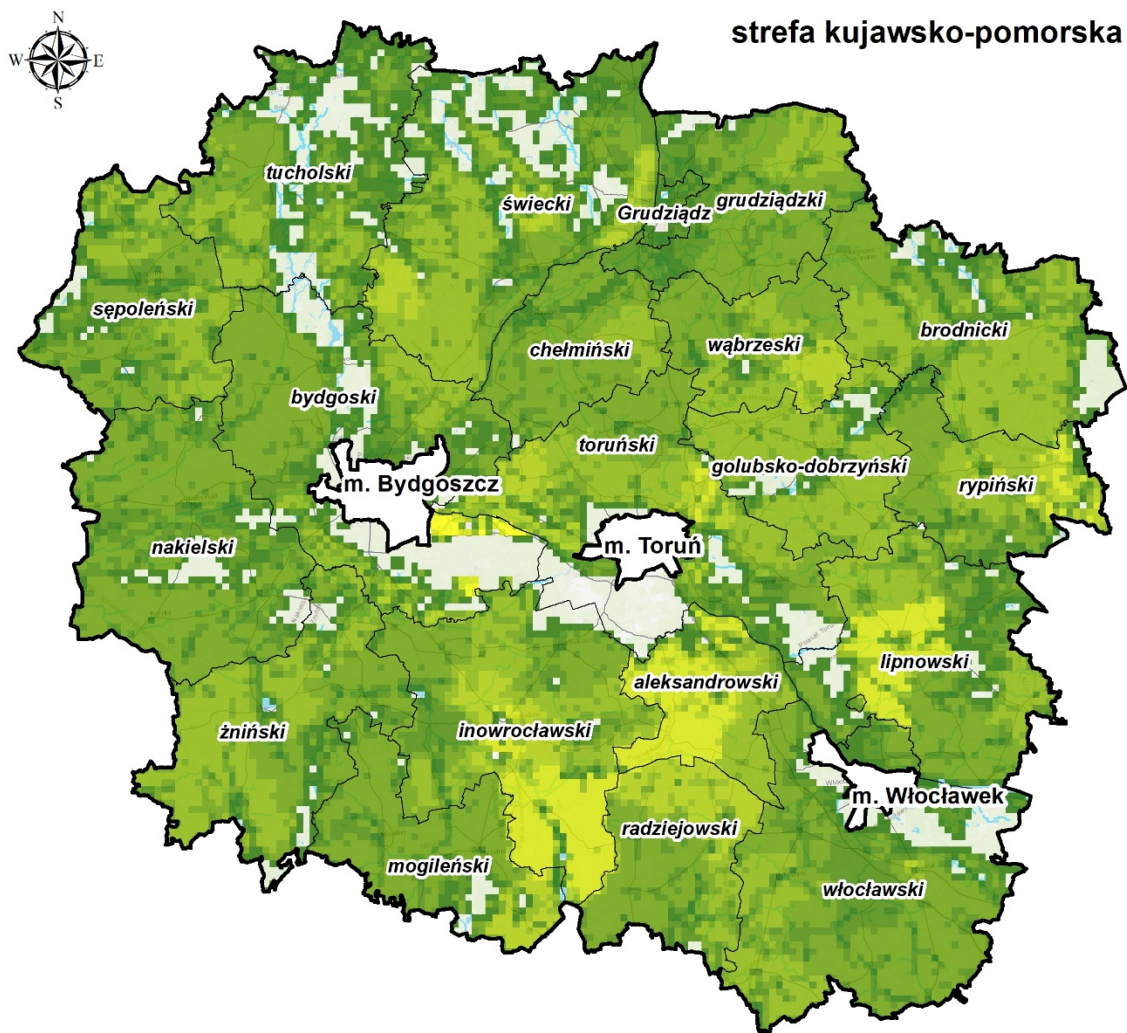 strefa kujawsko-pomorska
N
W E
S
tucholski
świecki
Grudziądz
grudziądzki
sępoleński
brodnicki
chełmiński
wąbrzeski
bydgoski
toruński
golubsko-dobrzyński
rypiński
m. Bydgoszcz
nakielski
m. Toruń
lipnowski
aleksandrowski
żniński
inowrocławski
m. Włocławek
radziejowski
mogileński
włocławski